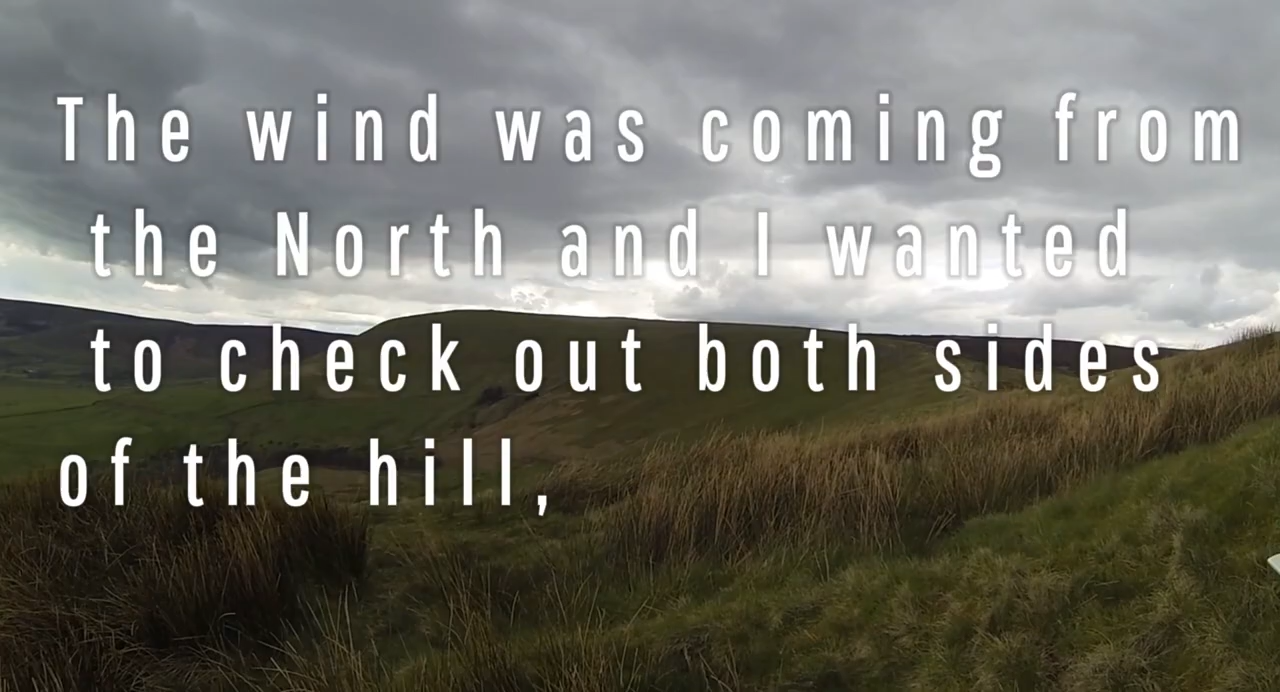 The wind was coming from
the North and I wanted
to check out both sides
of the hill,